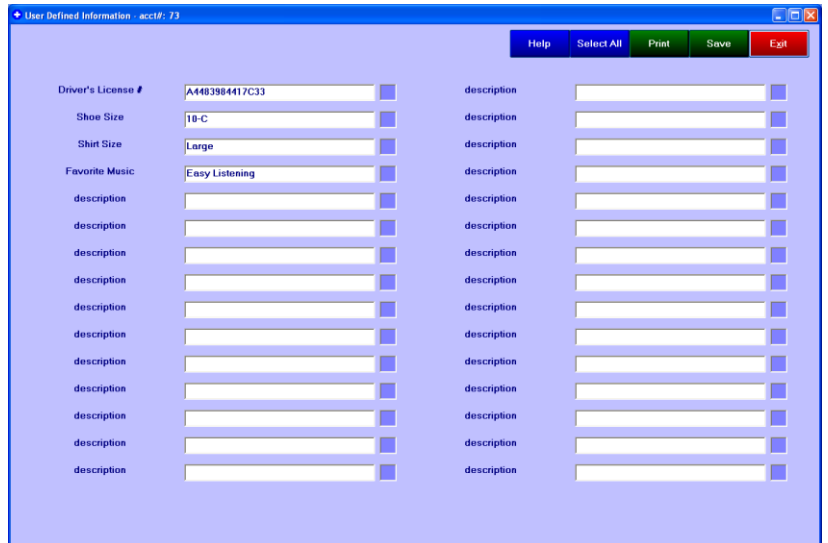 User Defined Information - acct#: 73
Help Select All Print Save Exit
Driver's License # A4483984417C33 description
Shoe Size 10-C description
Shirt Size Large description
Favorite Music Easy Listening description
description description
description description
description description
description description
description description
description description
description description
description description
description description
description description
description description